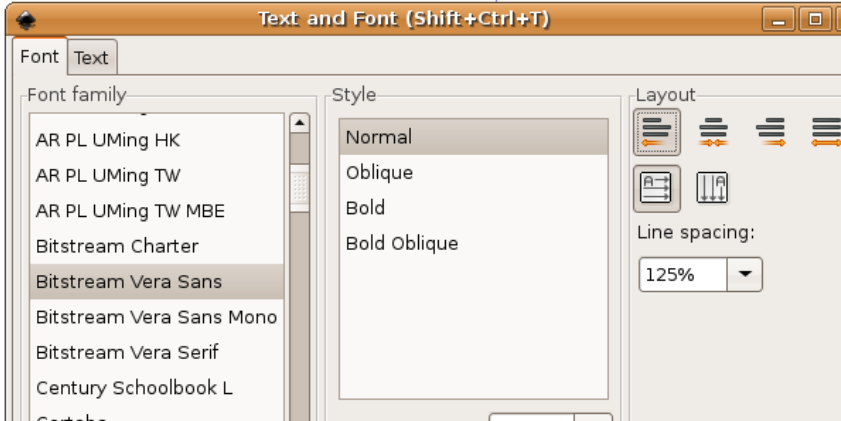 Text and Font (Shift+Ctrl+T)
Font
Text
Font family
AR PL UMing HK
AR PL UMing TW
AR PL UMing TW MBE
Bitstream Charter
Bitstream Vera Sans
Bitstream Vera Sans Mono
Bitstream Vera Serif
Century Schoolbook L
Style
Normal
Oblique
Bold
Bold Oblique
Layout
Line spacing:
125%